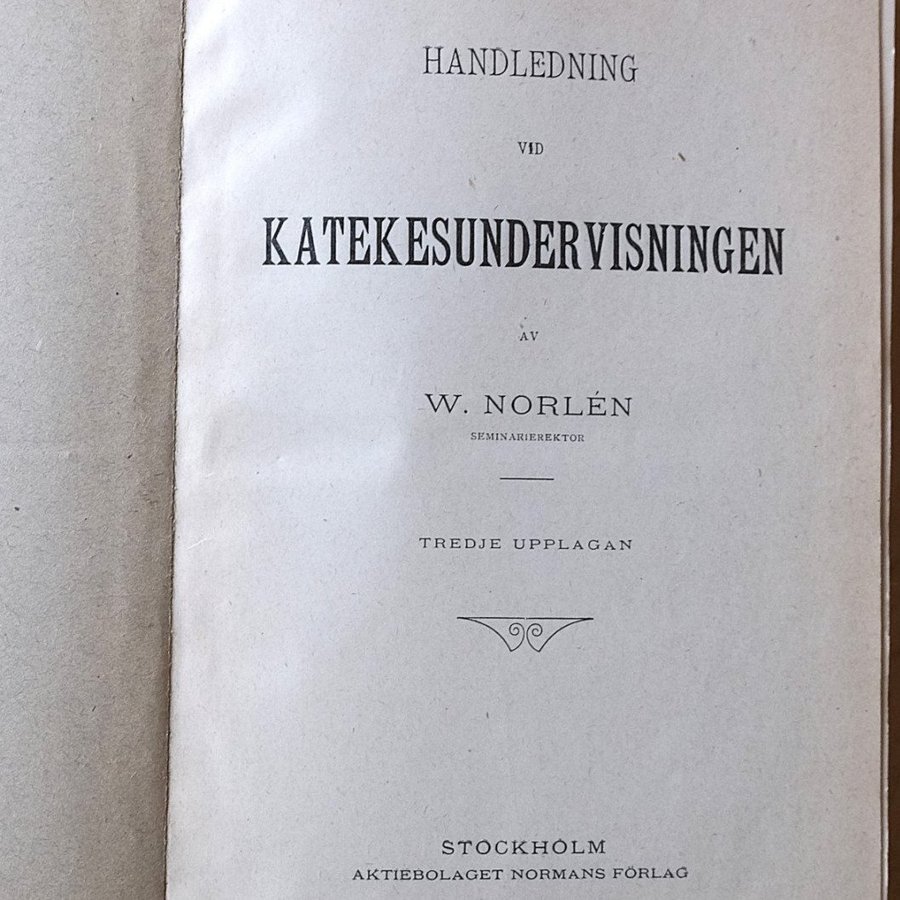 HANDLEDNING
VID
KATEKESUNDERVISNINGEN
AV
W. NORLÉN
SEMINARIEREKTOR
TREDJE UPPLAGAN
STOCKHOLM
AKTIEBOLAGET NORMANS FÖRLAG